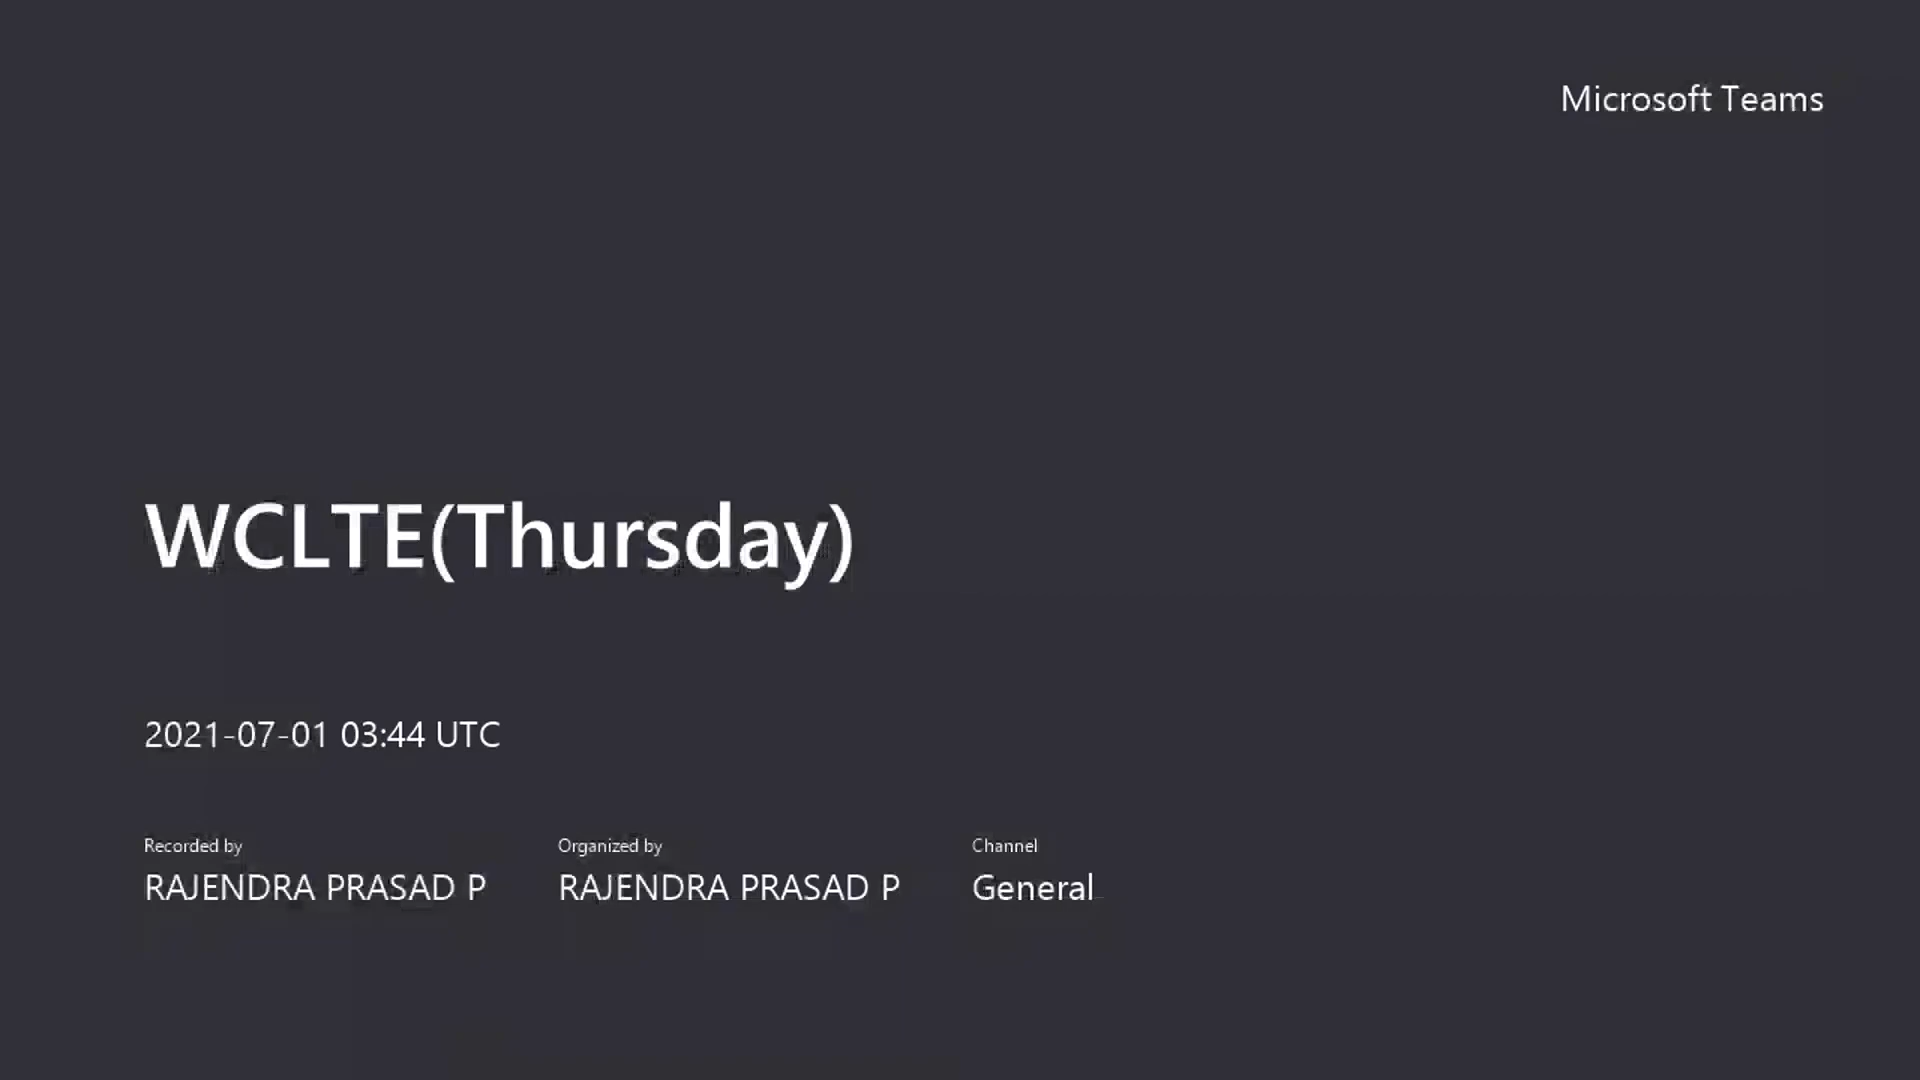 Microsoft Teams
WCLTE(Thursday)
2021-07-01 03:44 UTC
Recorded by Organized by Channel
RAJENDRA PRASAD P RAJENDRA PRASAD P General